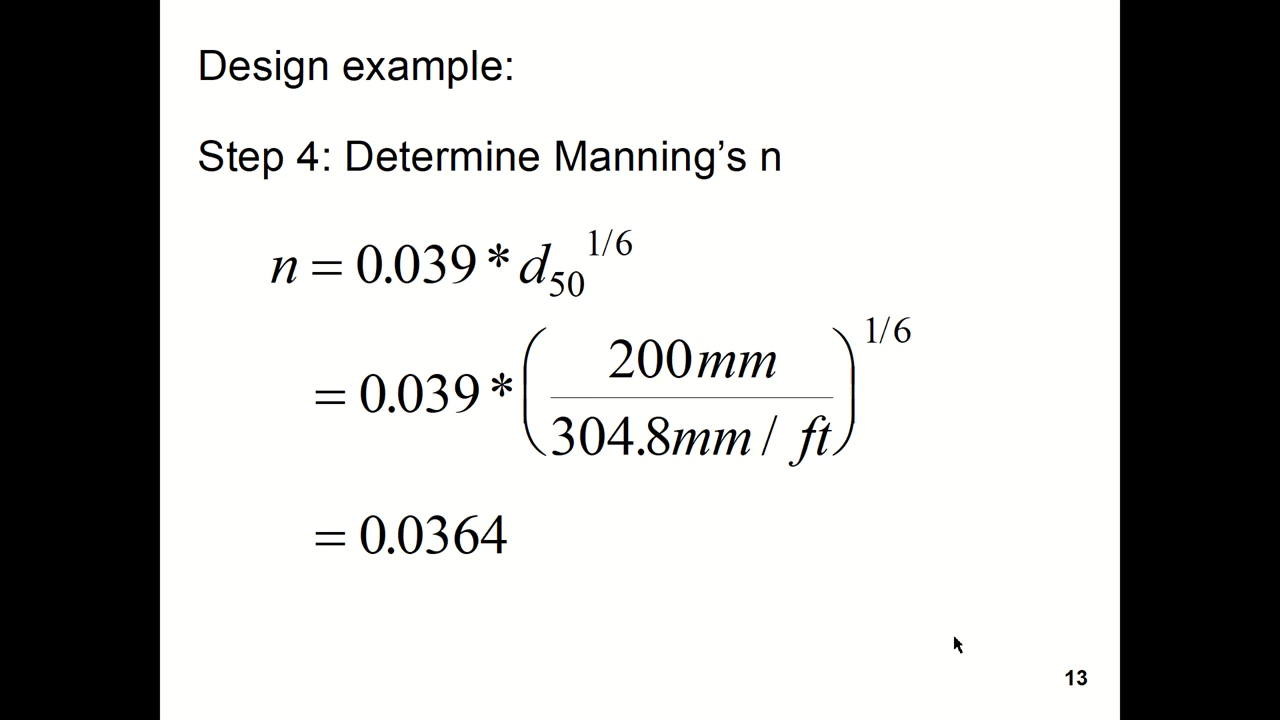 Design example:
Step 4: Determine Manning’s n
n = 0.039 * d₅₀^1/6
= 0.039 * (200mm / 304.8mm / ft)^1/6
= 0.0364
13